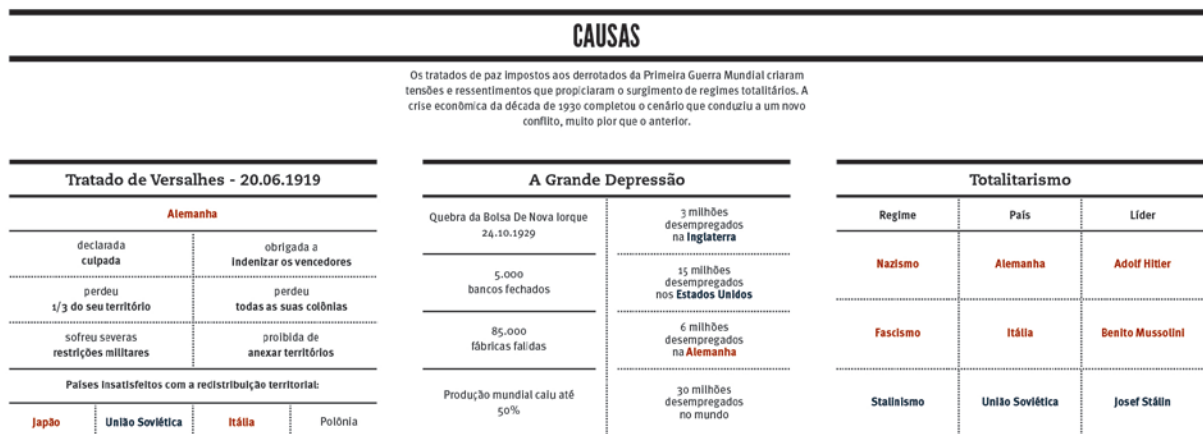 CAUSAS
Os tratados de paz impostos aos derrotados da Primeira Guerra Mundial criaram
tensões e ressentimentos que propiciaram o surgimento de regimes totalitários. A
crise econômica da década de 1930 completou o cenário que conduziu a um novo
conflito, muito pior que o anterior.
Tratado de Versalhes - 20.06.1919
Alemanha
declarada
culpada
obrigada a
indenizar os vencedores
perdeu
1/3 do seu território
perdeu
todas as suas colônias
sofreu severas
restrições militares
proibida de
anexar territórios
Países insatisfeitos com a redistribuição territorial:
Japão
União Soviética
Itália
Polônia
A Grande Depressão
Quebra da Bolsa De Nova Iorque
24.10.1929
5.000
bancos fechados
85.000
fábricas falidas
Produção mundial caiu até
50%
3 milhões
desempregados
na Inglaterra
15 milhões
desempregados
nos Estados Unidos
6 milhões
desempregados
na Alemanha
30 milhões
desempregados
no mundo
Totalitarismo
Regime País Líder
Nazismo Alemanha Adolf Hitler
Fascismo Itália Benito Mussolini
Stalinismo União Soviética Josef Stálin